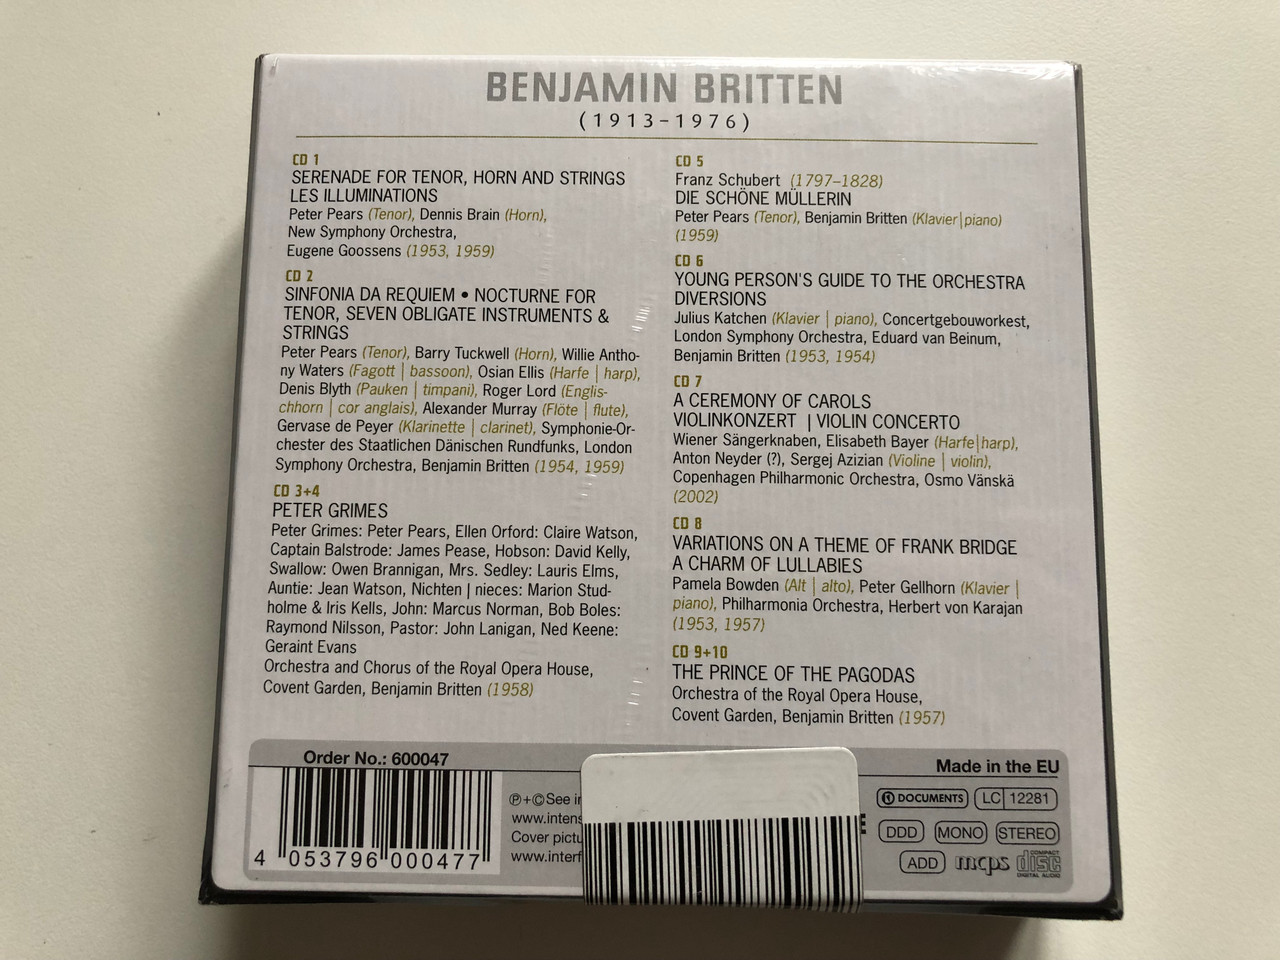 BENJAMIN BRITTEN
(1913-1976)
CD 1
SERENADE FOR TENOR, HORN AND STRINGS
LES ILLUMINATIONS
Peter Pears (Tenor), Dennis Brain (Horn),
New Symphony Orchestra,
Eugene Goossens (1953, 1959)
CD 2
SINFONIA DA REQUIEM • NOCTURNE FOR
TENOR, SEVEN OBLIGATE INSTRUMENTS &
STRINGS
Peter Pears (Tenor), Barry Tuckwell (Horn), Willie Antho-
ny Waters (Fagott | bassoon), Osian Ellis (Harfe | harp),
Denis Blyth (Pauken | timpani), Roger Lord (Englis-
chhorn | cor anglais), Alexander Murray (Flöte | flute),
Gervase de Peyer (Klarinette | clarinet), Symphonie-Or-
chester des Staatlichen Dänischen Rundfunks, London
Symphony Orchestra, Benjamin Britten (1954, 1959)
CD 3+4
PETER GRIMES
Peter Grimes: Peter Pears, Ellen Orford: Claire Watson,
Captain Balstrode: James Pease, Hobson: David Kelly,
Swallow: Owen Brannigan, Mrs. Sedley: Lauris Elms,
Auntie: Jean Watson, Nichten | nieces: Marion Stud-
holme & Iris Kells, John: Marcus Norman, Bob Boles:
Raymond Nilsson, Pastor: John Lanigan, Ned Keene:
Geraint Evans
Orchestra and Chorus of the Royal Opera House,
Covent Garden, Benjamin Britten (1958)
CD 5
Franz Schubert (1797–1828)
DIE SCHÖNE MÜLLERIN
Peter Pears (Tenor), Benjamin Britten (Klavier|piano)
(1959)
CD 6
YOUNG PERSON'S GUIDE TO THE ORCHESTRA
DIVERSIONS
Julius Katchen (Klavier | piano), Concertgebouworkest,
London Symphony Orchestra, Eduard van Beinum,
Benjamin Britten (1953, 1954)
CD 7
A CEREMONY OF CAROLS
VIOLINKONZERT | VIOLIN CONCERTO
Wiener Sängerknaben, Elisabeth Bayer (Harfe|harp),
Anton Neyder (?), Sergej Azizian (Violine | violin),
Copenhagen Philharmonic Orchestra, Osmo Vänskä
(2002)
CD 8
VARIATIONS ON A THEME OF FRANK BRIDGE
A CHARM OF LULLABIES
Pamela Bowden (Alt | alto), Peter Gellhorn (Klavier |
piano), Philharmonia Orchestra, Herbert von Karajan
(1953, 1957)
CD 9+10
THE PRINCE OF THE PAGODAS
Orchestra of the Royal Opera House,
Covent Garden, Benjamin Britten (1957)
Order No.: 600047
4 053796 000477
℗+©See in
www.intens
Cover pictu
www.interf
Made in the EU
DOCUMENTS LC 12281
DDD MONO STEREO
ADD mcps COMPACT disc DIGITAL AUDIO